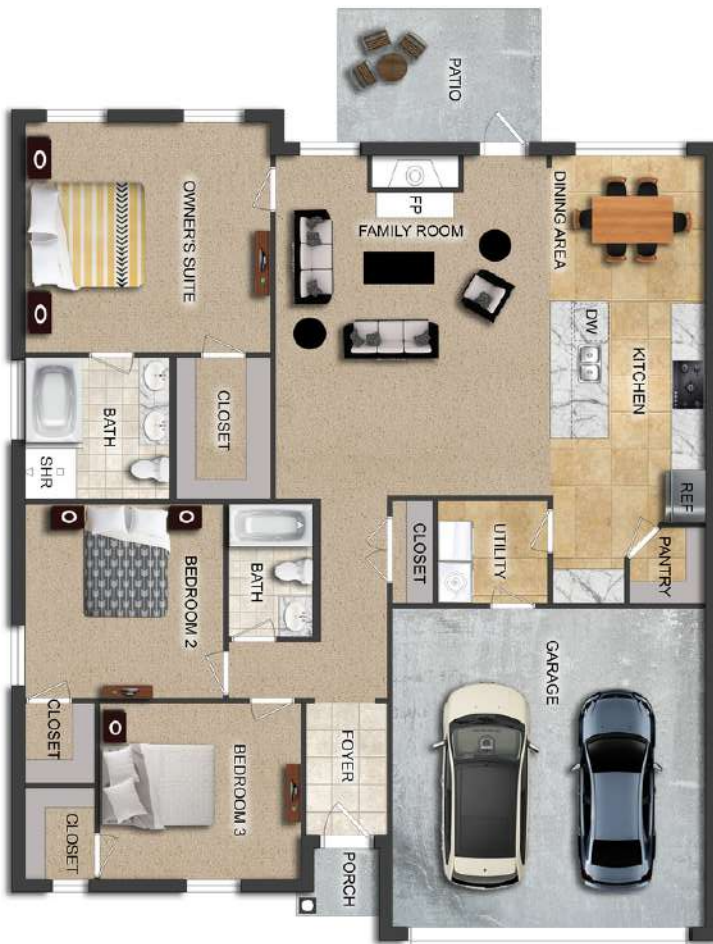 PATIO
OWNER'S SUITE
FP
FAMILY ROOM
DINING AREA
DW
KITCHEN
BATH
CLOSET
SHR
REF
BEDROOM 2
BATH
CLOSET
UTILITY
PANTRY
GARAGE
CLOSET
BEDROOM 3
FOYER
CLOSET
PORCH